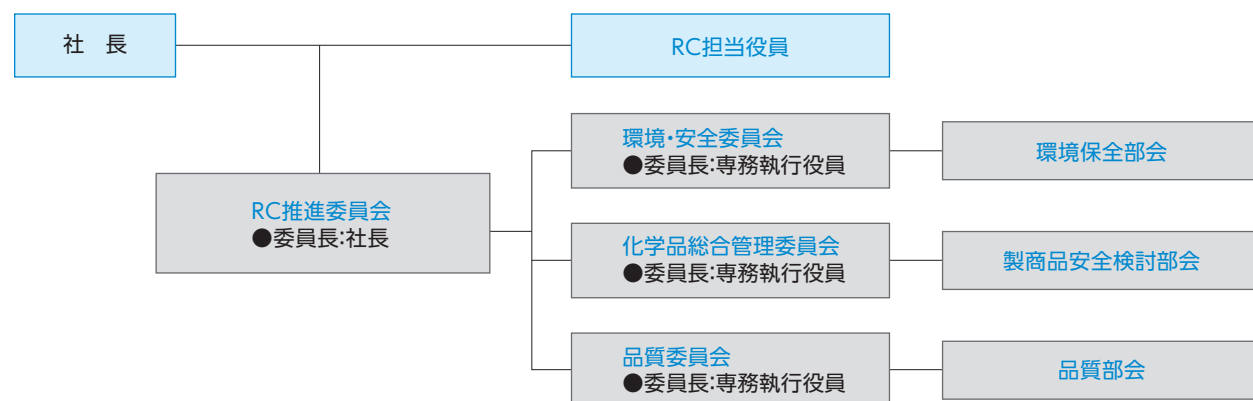 社　長
RC担当役員
RC推進委員会
●委員長:社長
環境・安全委員会
●委員長:専務執行役員
環境保全部会
化学品総合管理委員会
●委員長:専務執行役員
製商品安全検討部会
品質委員会
●委員長:専務執行役員
品質部会